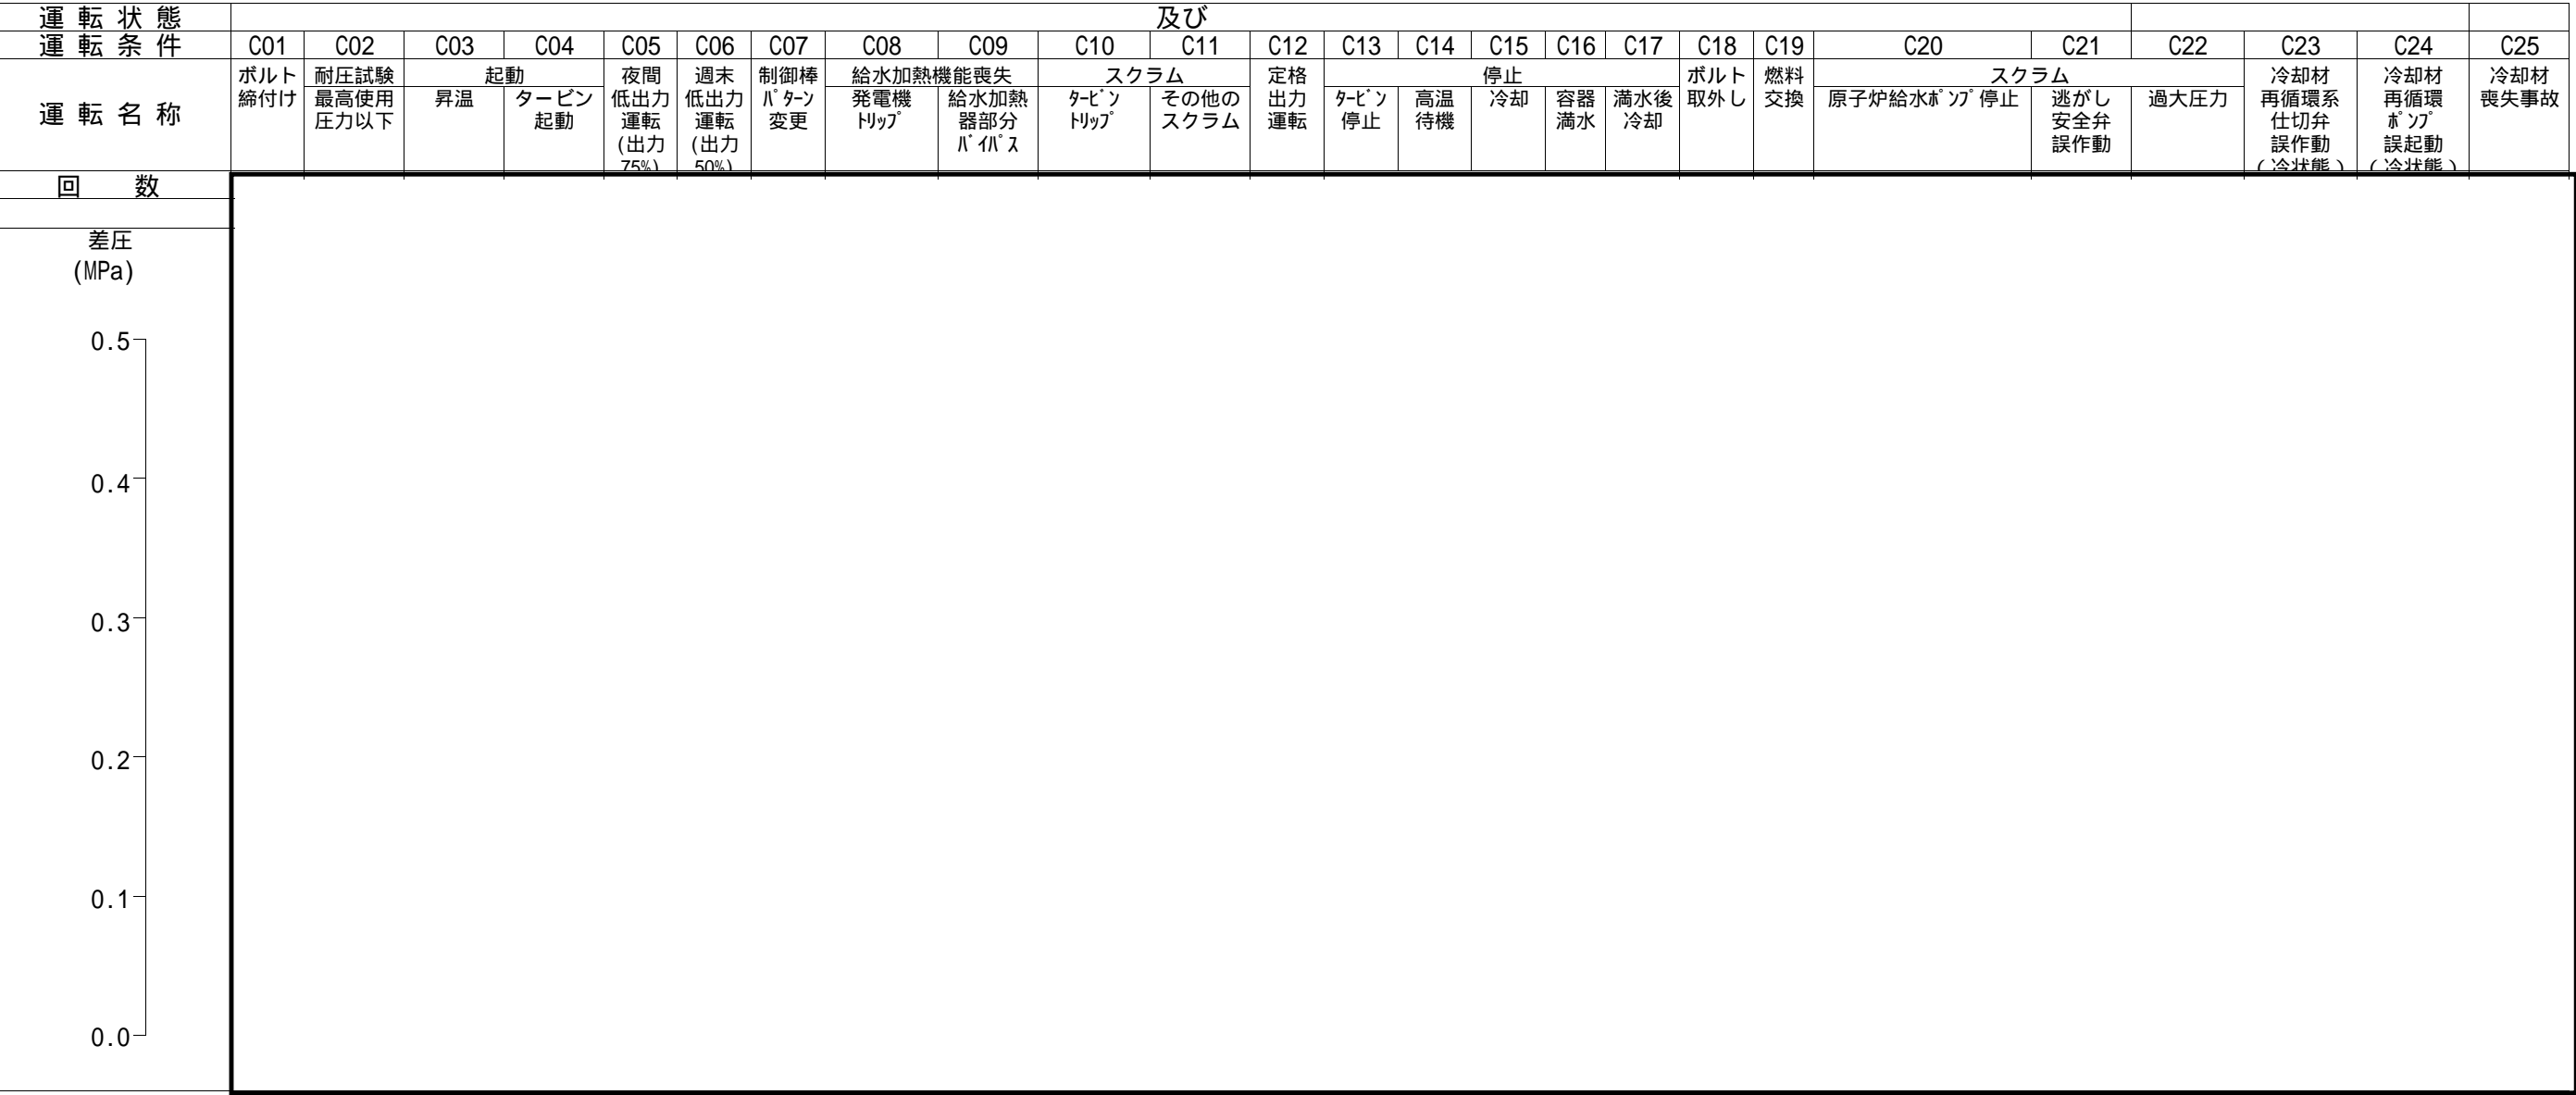 運転状態 及び
運転条件 C01 C02 C03 C04 C05 C06 C07 C08 C09 C10 C11 C12 C13 C14 C15 C16 C17 C18 C19 C20 C21 C22 C23 C24 C25
運転名称
ボルト
締付け
耐圧試験
最高使用
圧力以下
起動
昇温
タービン
起動
夜間
低出力
運転
(出力
75%)
週末
低出力
運転
(出力
50%)
制御棒
ﾊﾟﾀｰﾝ
変更
給水加熱機能喪失
発電機
ﾄﾘｯﾌﾟ
給水加熱
器部分
ﾊﾞｲﾊﾟｽ
スクラム
ﾀｰﾋﾞﾝ
ﾄﾘｯﾌﾟ
その他の
スクラム
定格
出力
運転
停止
ﾀｰﾋﾞﾝ
停止
高温
待機
冷却
容器
満水
満水後
冷却
ボルト
取外し
燃料
交換
スクラム
原子炉給水ﾎﾟﾝﾌﾟ停止
逃がし
安全弁
誤作動
過大圧力
冷却材
再循環系
仕切弁
誤作動
(冷状態)
冷却材
再循環
ﾎﾟﾝﾌﾟ
誤起動
(冷状態)
冷却材
喪失事故
回数
差圧
(MPa)
0.5
0.4
0.3
0.2
0.1
0.0